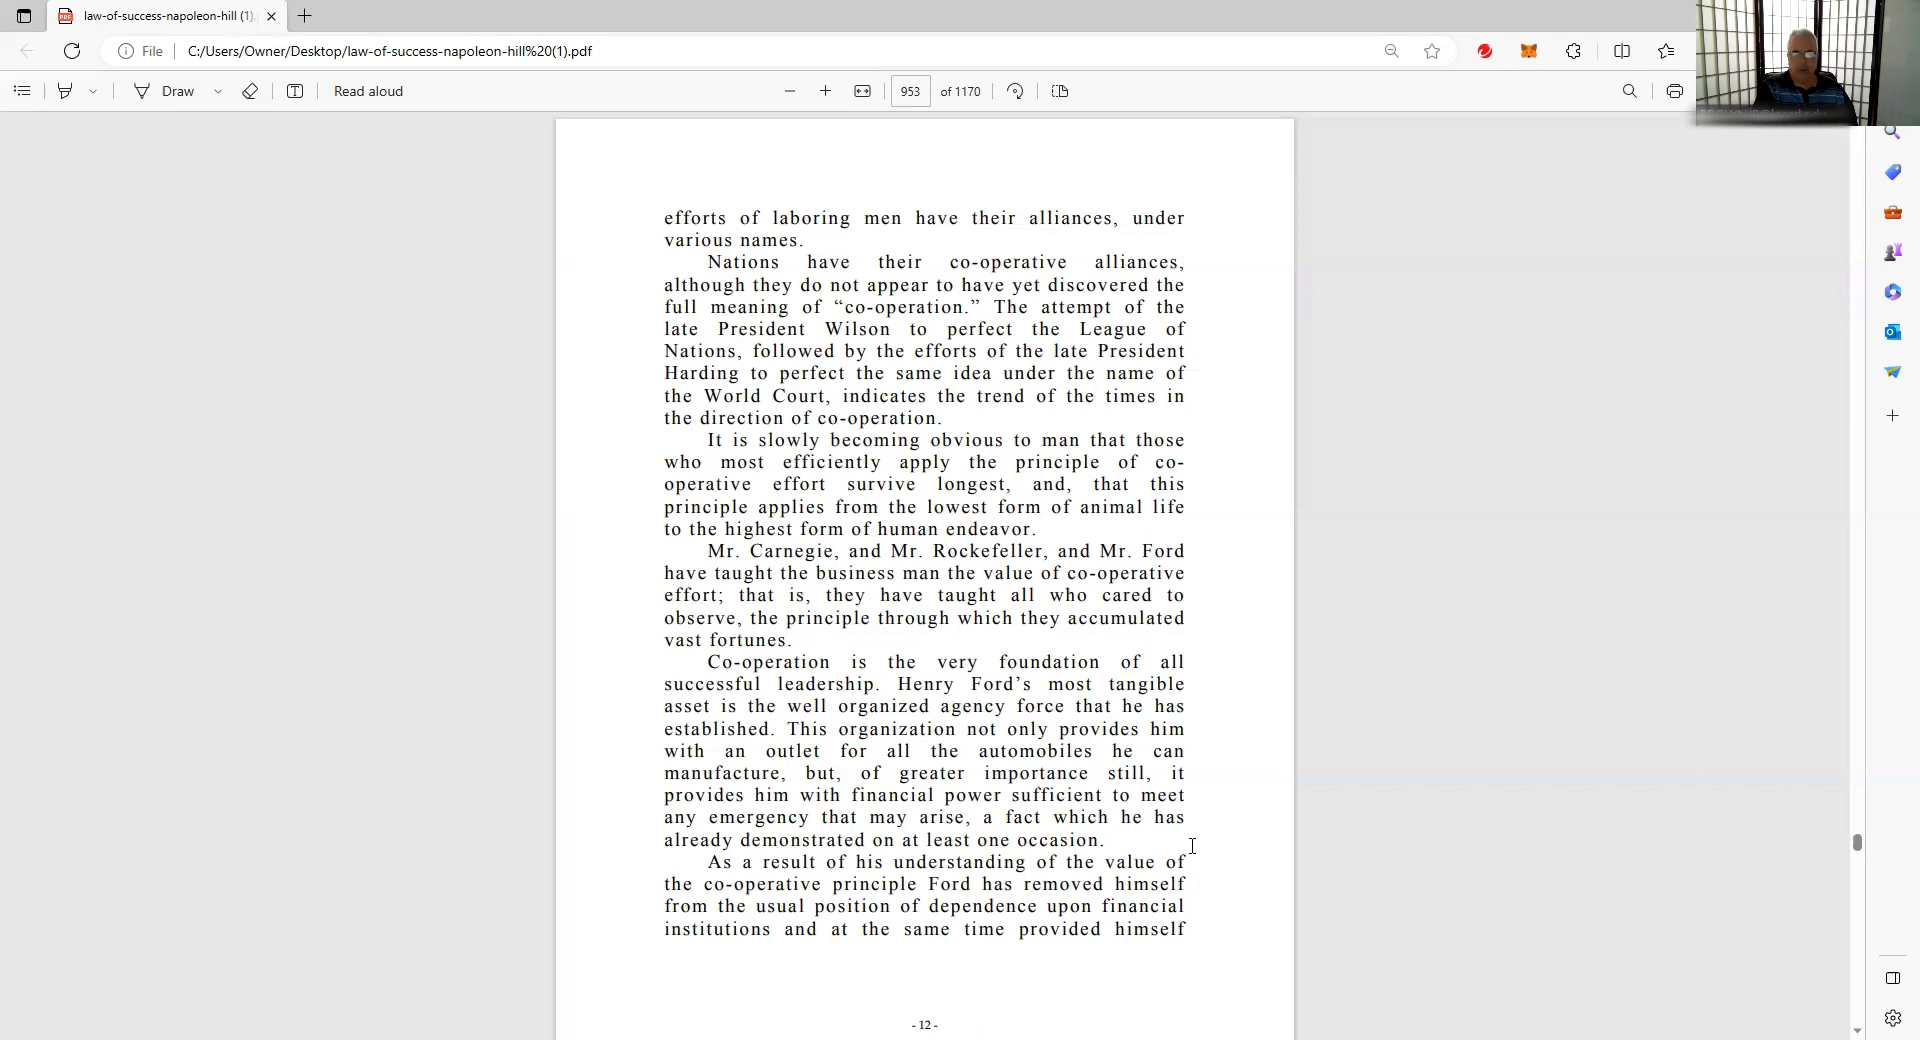 law-of-success-napoleon-hill (1).
File
C:/Users/Owner/Desktop/law-of-success-napoleon-hill%20(1).pdf
Draw
Read aloud
953
of 1170
efforts of laboring men have their alliances, under
various names.
Nations have their co-operative alliances,
although they do not appear to have yet discovered the
full meaning of “co-operation.” The attempt of the
late President Wilson to perfect the League of
Nations, followed by the efforts of the late President
Harding to perfect the same idea under the name of
the World Court, indicates the trend of the times in
the direction of co-operation.
It is slowly becoming obvious to man that those
who most efficiently apply the principle of co-
operative effort survive longest, and, that this
principle applies from the lowest form of animal life
to the highest form of human endeavor.
Mr. Carnegie, and Mr. Rockefeller, and Mr. Ford
have taught the business man the value of co-operative
effort; that is, they have taught all who cared to
observe, the principle through which they accumulated
vast fortunes.
Co-operation is the very foundation of all
successful leadership. Henry Ford’s most tangible
asset is the well organized agency force that he has
established. This organization not only provides him
with an outlet for all the automobiles he can
manufacture, but, of greater importance still, it
provides him with financial power sufficient to meet
any emergency that may arise, a fact which he has
already demonstrated on at least one occasion.
As a result of his understanding of the value of
the co-operative principle Ford has removed himself
from the usual position of dependence upon financial
institutions and at the same time provided himself
- 12 -